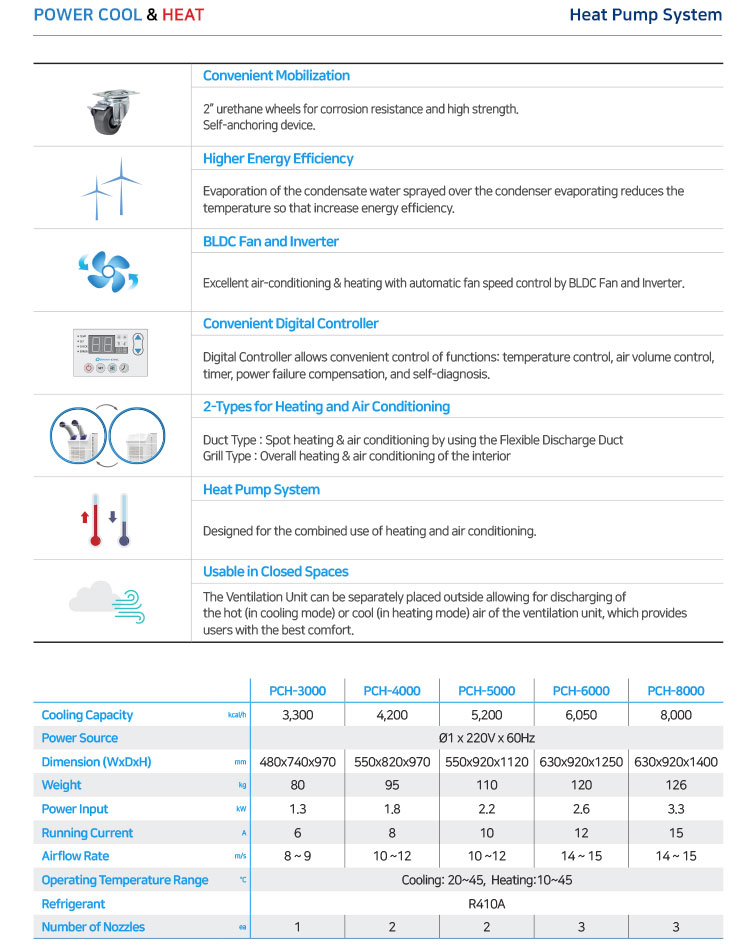 POWER COOL & HEAT
Heat Pump System
Convenient Mobilization
2” urethane wheels for corrosion resistance and high strength.
Self-anchoring device.
Higher Energy Efficiency
Evaporation of the condensate water sprayed over the condenser evaporating reduces the
temperature so that increase energy efficiency.
BLDC Fan and Inverter
Excellent air-conditioning & heating with automatic fan speed control by BLDC Fan and Inverter.
Convenient Digital Controller
Digital Controller allows convenient control of functions: temperature control, air volume control,
timer, power failure compensation, and self-diagnosis.
2-Types for Heating and Air Conditioning
Duct Type : Spot heating & air conditioning by using the Flexible Discharge Duct
Grill Type : Overall heating & air conditioning of the interior
Heat Pump System
Designed for the combined use of heating and air conditioning.
Usable in Closed Spaces
The Ventilation Unit can be separately placed outside allowing for discharging of
the hot (in cooling mode) or cool (in heating mode) air of the ventilation unit, which provides
users with the best comfort.
PCH-3000 PCH-4000 PCH-5000 PCH-6000 PCH-8000
Cooling Capacity kcal/h 3,300 4,200 5,200 6,050 8,000
Power Source Ø1 x 220V x 60Hz
Dimension (WxDxH) mm 480x740x970 550x820x970 550x920x1120 630x920x1250 630x920x1400
Weight kg 80 95 110 120 126
Power Input kW 1.3 1.8 2.2 2.6 3.3
Running Current A 6 8 10 12 15
Airflow Rate m/s 8 ~ 9 10 ~12 10 ~12 14 ~ 15 14 ~ 15
Operating Temperature Range °C Cooling: 20~45, Heating:10~45
Refrigerant R410A
Number of Nozzles ea 1 2 2 3 3